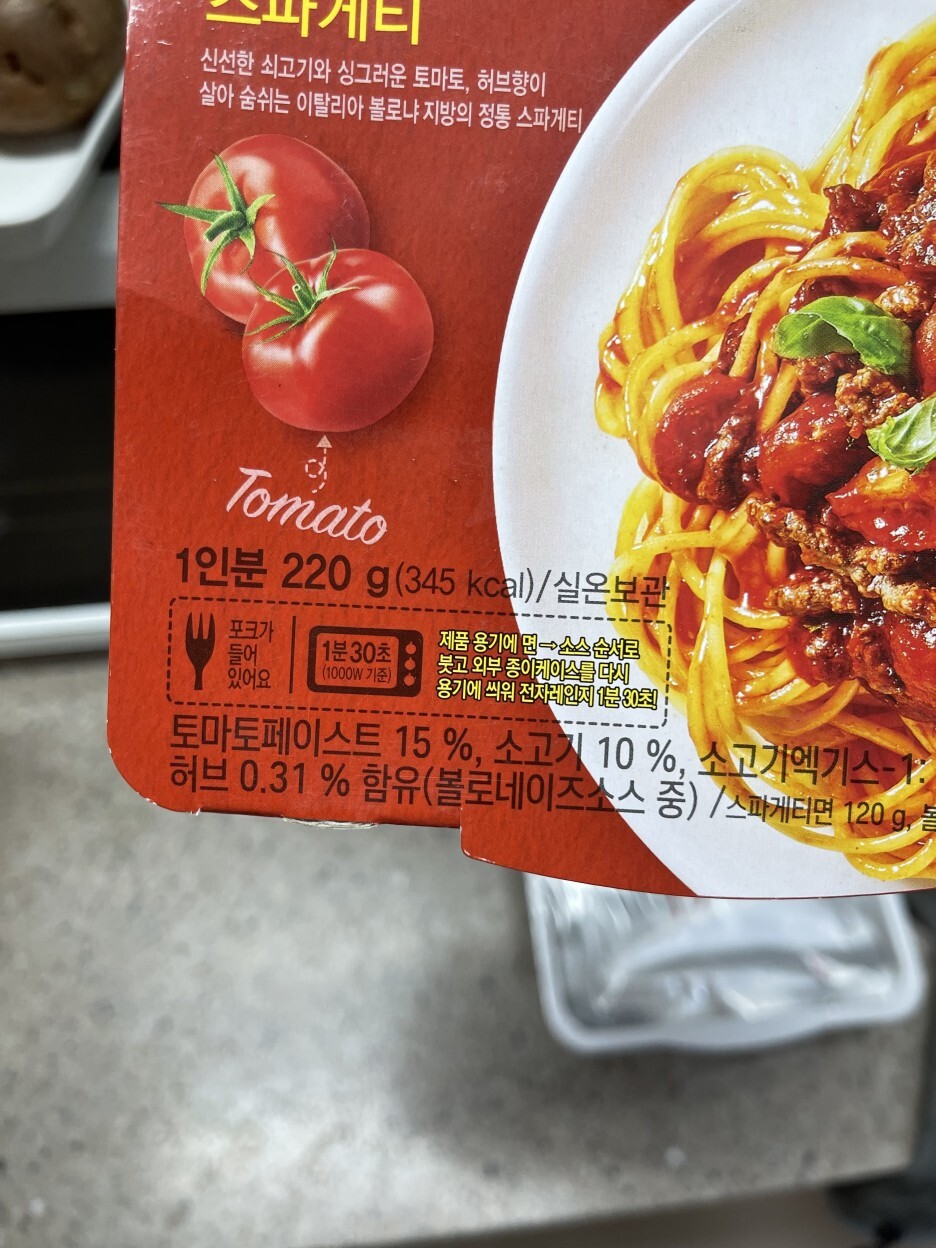 스파게티
신선한 쇠고기와 싱그러운 토마토, 허브향이
살아 숨쉬는 이탈리아 볼로냐 지방의 정통 스파게티
Tomato
1인분 220 g(345 kcal)/실온보관
포크가
들어
있어요
1분30초
(1000W 기준)
제품 용기에 면→소스 순서로
붓고 외부 종이케이스를 다시
용기에 씌워 전자레인지 1분 30초!
토마토페이스트 15 %, 소고기 10 %, 소고기엑기스-1
허브 0.31 % 함유(볼로네이즈소스 중) /스파게티면 120 g,